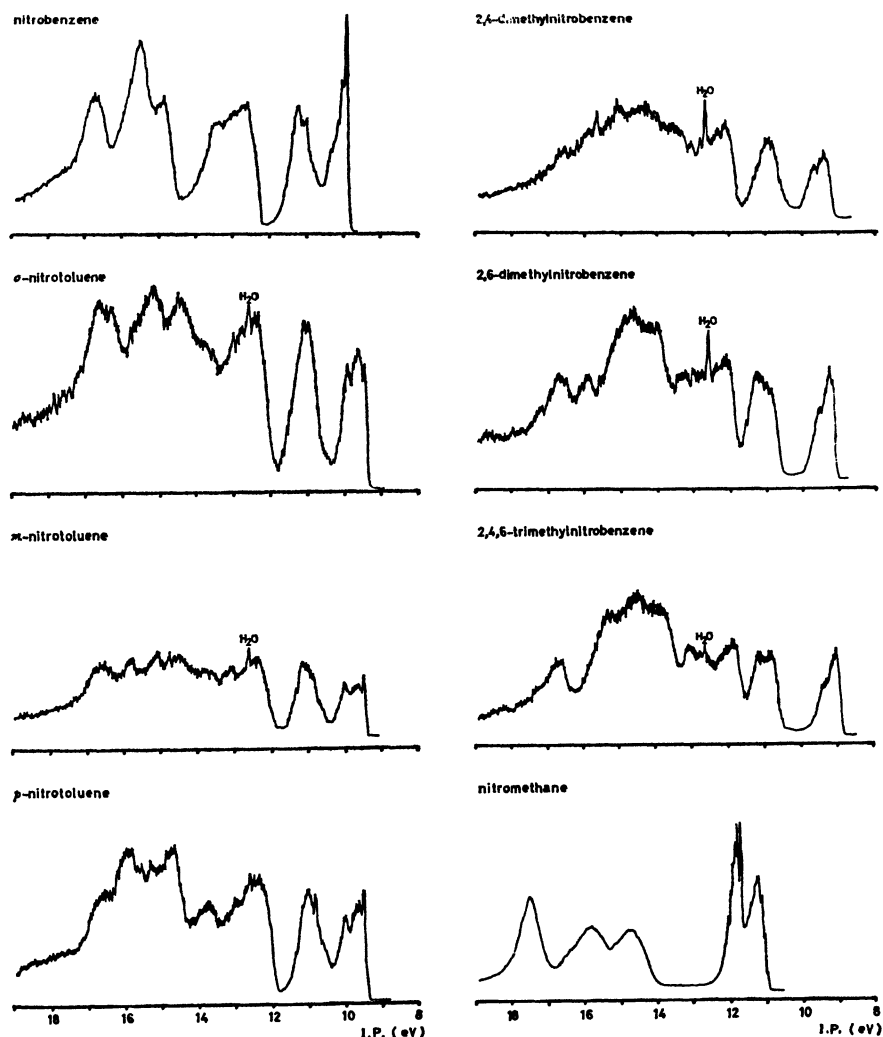 nitrobenzene
o-nitrotoluene
H2O
m-nitrotoluene
H2O
p-nitrotoluene
18 16 14 12 10
I.P. (eV)
2,4-dimethylnitrobenzene
H2O
2,6-dimethylnitrobenzene
H2O
2,4,6-trimethylnitrobenzene
H2O
nitromethane
18 16 14 12 10 8
I.P. (eV)